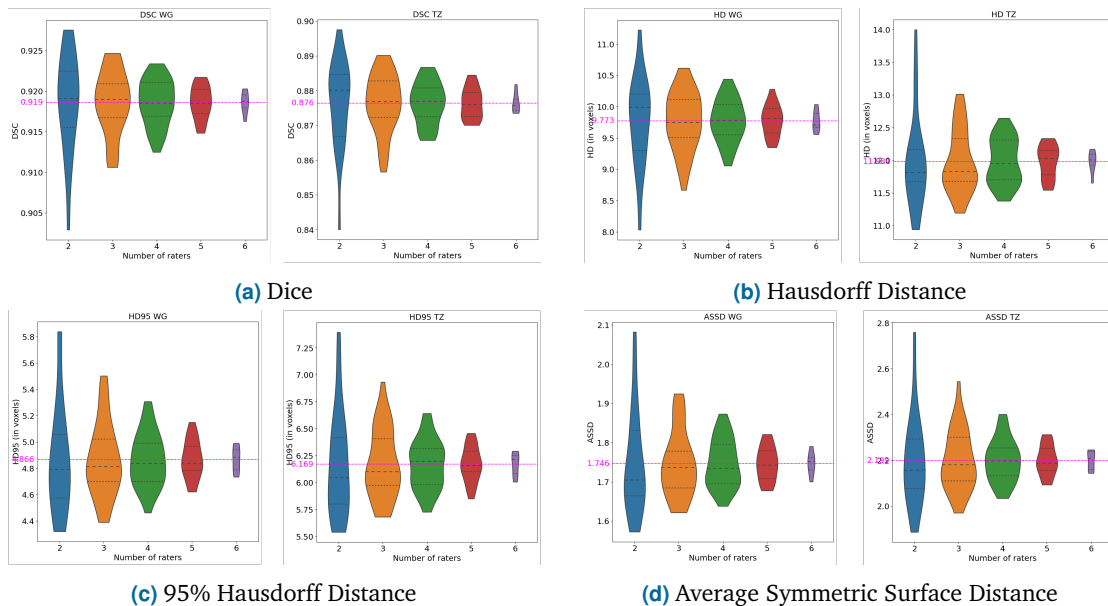 DSC WG
DSC
0.925
0.920
0.919
0.915
0.910
0.905
2 3 4 5 6
Number of raters
DSC TZ
DSC
0.90
0.89
0.88
0.876
0.87
0.86
0.85
0.84
2 3 4 5 6
Number of raters
(a) Dice
HD WG
HD (in voxels)
11.0
10.5
10.0
9.773
9.5
9.0
8.5
8.0
2 3 4 5 6
Number of raters
HD TZ
HD (in voxels)
14.0
13.5
13.0
12.5
12.0
11.5
11.0
2 3 4 5 6
Number of raters
(b) Hausdorff Distance
HD95 WG
HD95 (in voxels)
5.8
5.6
5.4
5.2
5.0
4.8
4.6
4.4
2 3 4 5 6
Number of raters
HD95 TZ
HD95 (in voxels)
7.25
7.00
6.75
6.50
6.25
6.169
6.00
5.75
5.50
2 3 4 5 6
Number of raters
(c) 95% Hausdorff Distance
ASSD WG
ASSD
2.1
2.0
1.9
1.8
1.746
1.7
1.6
2 3 4 5 6
Number of raters
ASSD TZ
ASSD
2.8
2.6
2.4
2.2
2.0
2 3 4 5 6
Number of raters
(d) Average Symmetric Surface Distance